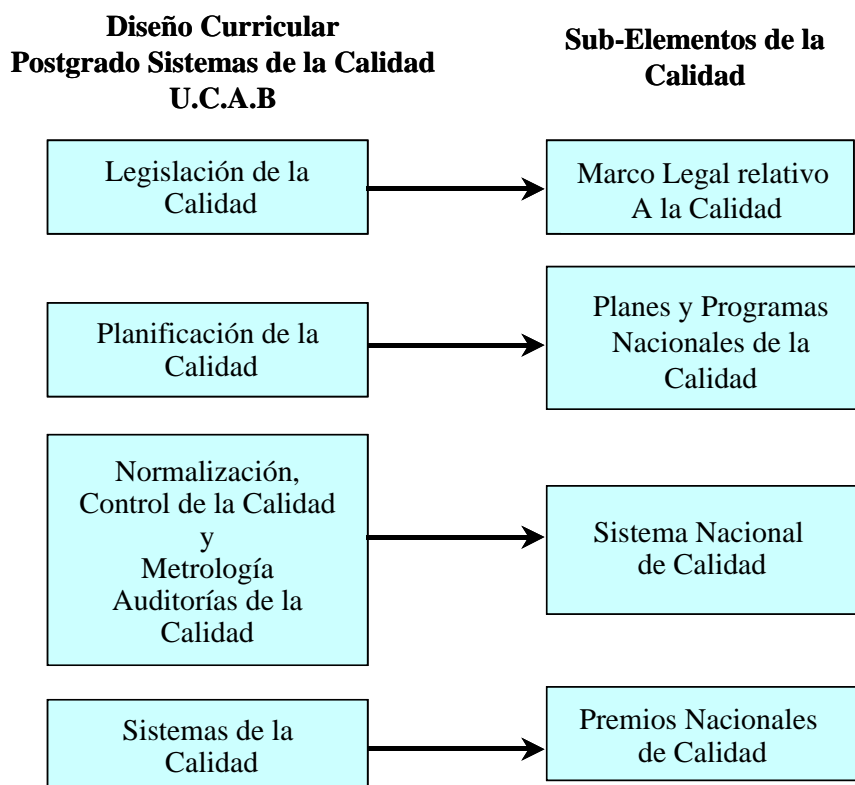 Diseño Curricular
Postgrado Sistemas de la Calidad
U.C.A.B
Sub-Elementos de la
Calidad
Legislación de la
Calidad
Marco Legal relativo
A la Calidad
Planificación de la
Calidad
Planes y Programas
Nacionales de la
Calidad
Normalización,
Control de la Calidad
y
Metrología
Auditorías de la
Calidad
Sistema Nacional
de Calidad
Sistemas de la
Calidad
Premios Nacionales
de Calidad